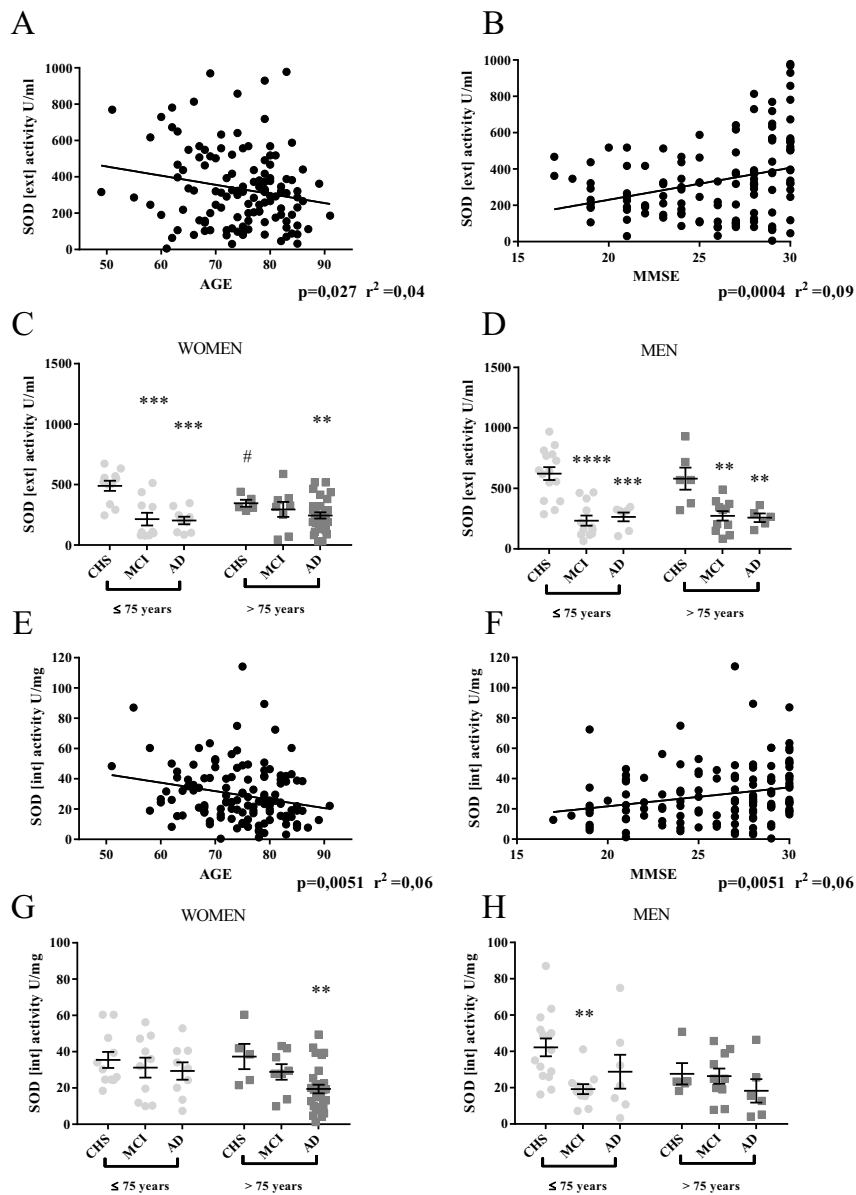 A
SOD [ext] activity U/ml
1000
800
600
400
200
0
50 60 70 80 90
AGE
p=0,027 r² =0,04
B
SOD [ext] activity U/ml
1000
800
600
400
200
0
15 20 25 30
MMSE
p=0,0004 r² =0,09
C
WOMEN
SOD [ext] activity U/ml
1500
1000
500
0
*** *** # **
CHS MCI AD CHS MCI AD
≤ 75 years > 75 years
D
MEN
SOD [ext] activity U/ml
1500
1000
500
0
**** *** ** **
CHS MCI AD CHS MCI AD
≤ 75 years > 75 years
E
SOD [int] activity U/mg
120
100
80
60
40
20
0
50 60 70 80 90
AGE
p=0,0051 r² =0,06
F
SOD [int] activity U/mg
120
100
80
60
40
20
0
15 20 25 30
MMSE
p=0,0051 r² =0,06
G
WOMEN
SOD [int] activity U/mg
100
80
60
40
20
0
**
CHS MCI AD CHS MCI AD
≤ 75 years > 75 years
H
MEN
SOD [int] activity U/mg
100
80
60
40
20
0
**
CHS MCI AD CHS MCI AD
≤ 75 years > 75 years